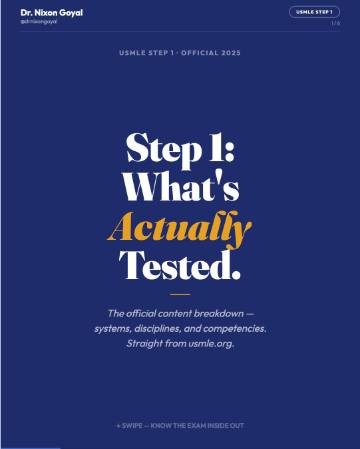 Dr. Nixon Goyal
@drnixongoyal
USMLE STEP 1
1 / 6
USMLE STEP 1 · OFFICIAL 2025
Step 1:
What's
Actually
Tested.
The official content breakdown —
systems, disciplines, and competencies.
Straight from usmle.org.
→ SWIPE — KNOW THE EXAM INSIDE OUT